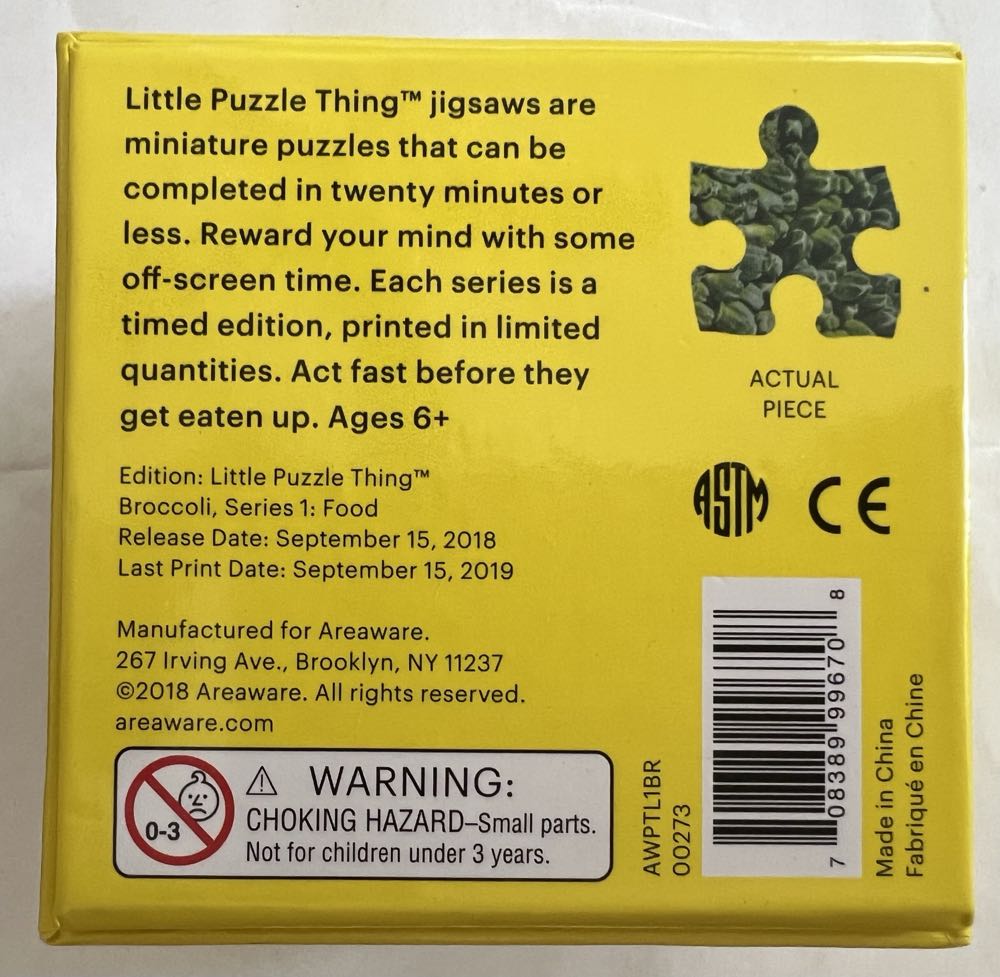 Little Puzzle Thing™ jigsaws are
miniature puzzles that can be
completed in twenty minutes or
less. Reward your mind with some
off-screen time. Each series is a
timed edition, printed in limited
quantities. Act fast before they
get eaten up. Ages 6+
ACTUAL
PIECE
Edition: Little Puzzle Thing™
Broccoli, Series 1: Food
Release Date: September 15, 2018
Last Print Date: September 15, 2019
ASTM
CE
Manufactured for Areaware.
267 Irving Ave., Brooklyn, NY 11237
©2018 Areaware. All rights reserved.
areaware.com
0-3
⚠ WARNING:
CHOKING HAZARD–Small parts.
Not for children under 3 years.
AWPTL1BR
00273
7 08389 99670 8
Made in China
Fabriqué en Chine